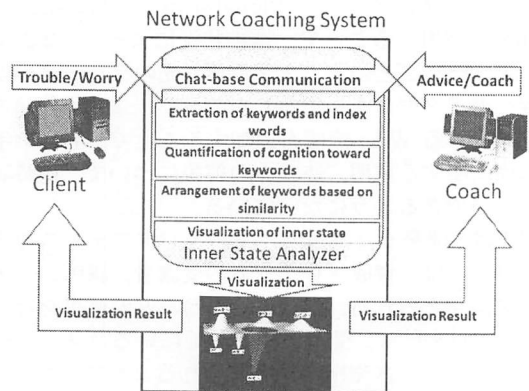 Network Coaching System
Trouble/Worry
Chat-base Communication
Advice/Coach
Extraction of keywords and index
words
Quantification of cognition toward
keywords
Arrangement of keywords based on
similarity
Visualization of inner state
Inner State Analyzer
Client
Coach
Visualization
Visualization Result
Visualization Result